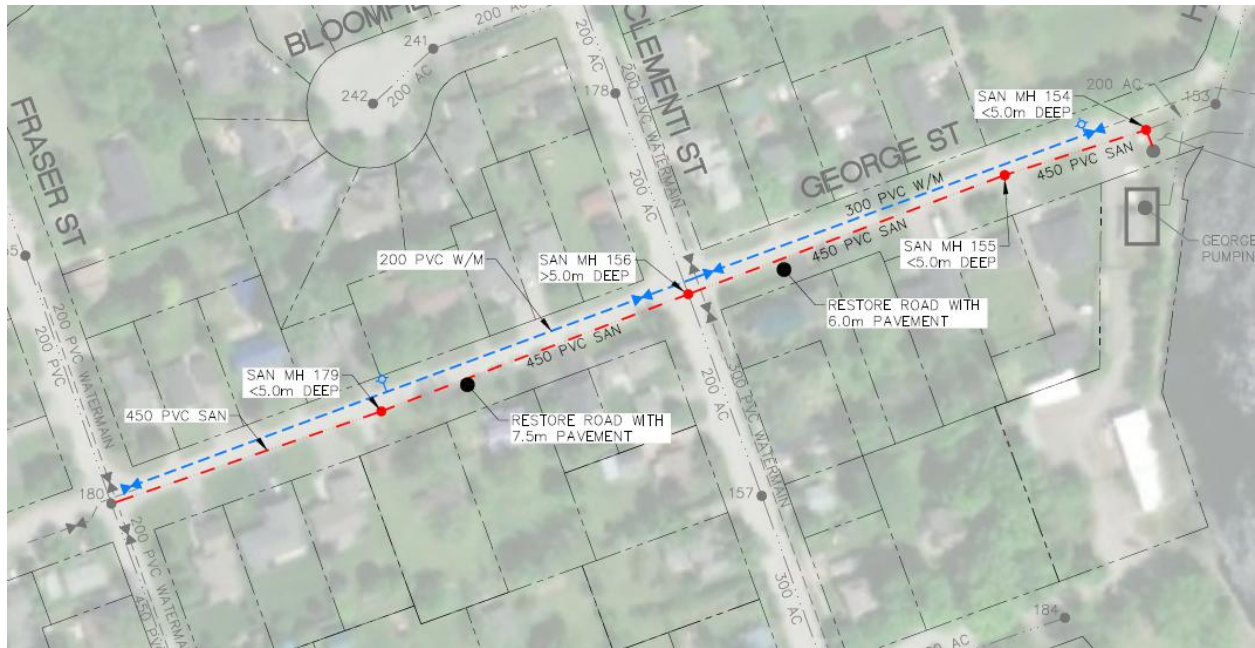 BLOOMFIE
200 AC
241
242
200 AC
FRASER ST
200 AC
178
CLEMENTI ST
200 PVC WATERMAIN
200 AC
SAN MH 154
<5.0m DEEP
200 AC
153
GEORGE ST
450 PVC SAN
300 PVC W/M
450 PVC SAN
SAN MH 155
<5.0m DEEP
GEORGE
PUMPIN
200 PVC W/M
SAN MH 156
>5.0m DEEP
RESTORE ROAD WITH
6.0m PAVEMENT
450 PVC SAN
200 PVC WATERMAIN
200 PVC
SAN MH 179
<5.0m DEEP
450 PVC SAN
RESTORE ROAD WITH
7.5m PAVEMENT
200 AC
300 PVC WATERMAIN
180
157
200 PVC WATERMA
450 PVC
300 AC
184